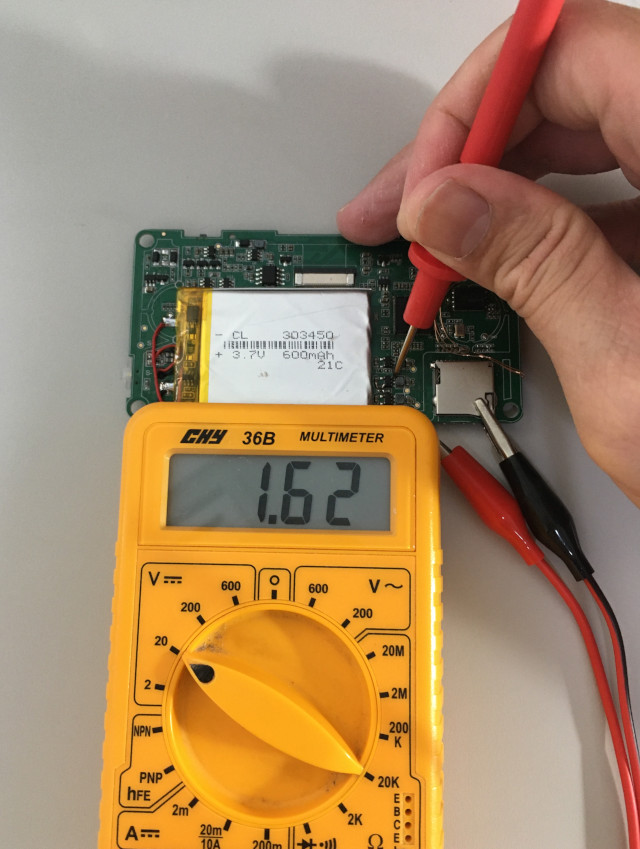 - CL 303450
+ 3.7V 600mAh
21C
CHY 36B MULTIMETER
1.62
V⎓
V~
600
600
200
200
20
20M
2
2M
NPN
200
K
PNP
20K
hFE
2m
2K
A⎓
20m
10A
200m
Ω
E
B
C
E